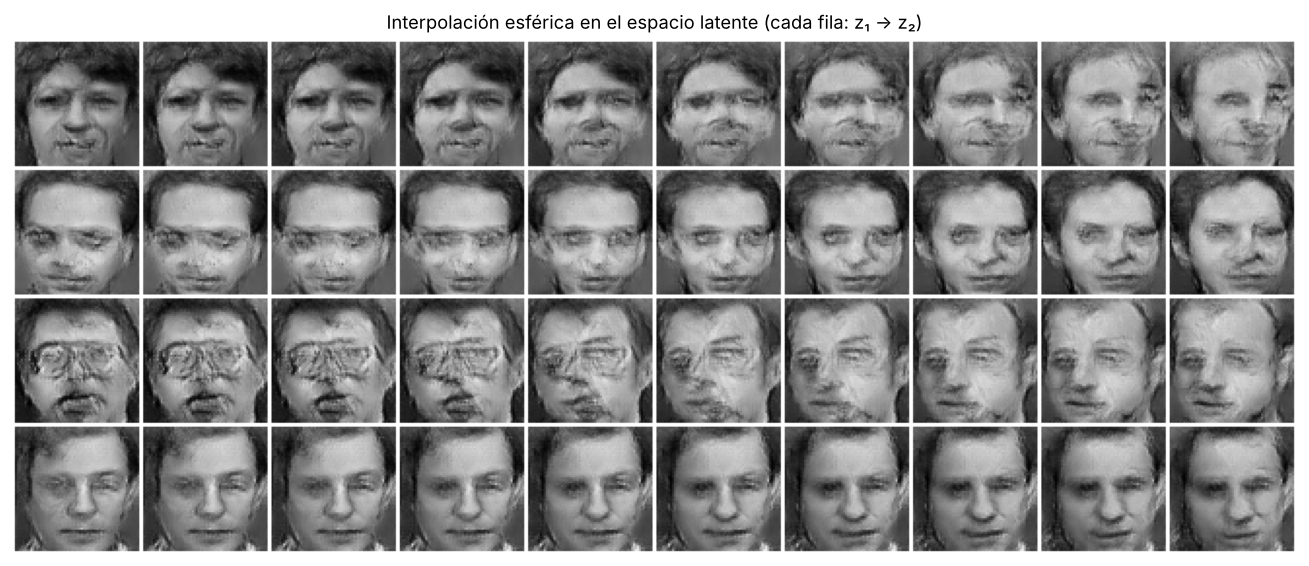 Interpolación esférica en el espacio latente (cada fila: z₁ → z₂)